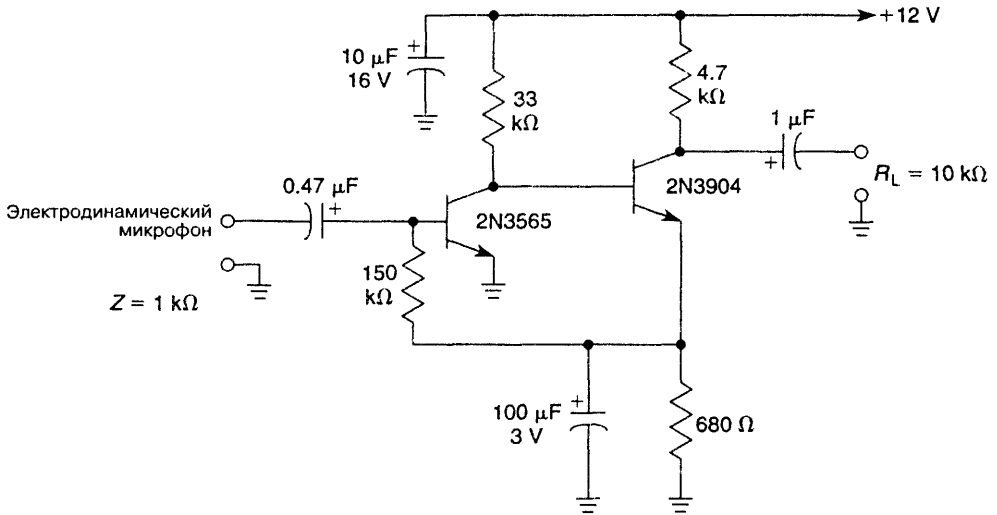 +12 V
10 μF
16 V
+
33
kΩ
4.7
kΩ
1 μF
+
R_L = 10 kΩ
2N3904
0.47 μF
+
2N3565
Электродинамический
микрофон
150
kΩ
Z = 1 kΩ
100 μF
3 V
+
680 Ω